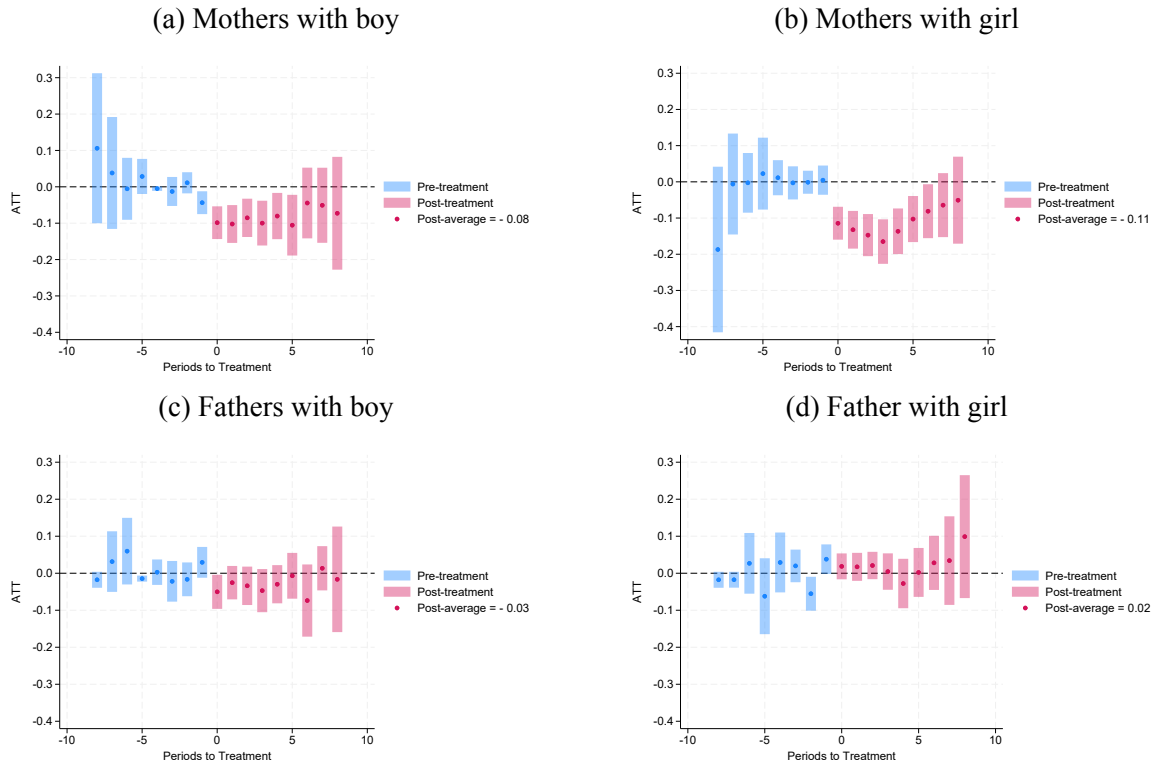 (a) Mothers with boy
0.3
0.2
0.1
0.0
-0.1
-0.2
-0.3
-0.4
ATT
-10
-5
0
5
10
Periods to Treatment
Pre-treatment
Post-treatment
Post-average = - 0.08
(b) Mothers with girl
0.3
0.2
0.1
0.0
-0.1
-0.2
-0.3
-0.4
ATT
-10
-5
0
5
10
Periods to Treatment
Pre-treatment
Post-treatment
Post-average = - 0.11
(c) Fathers with boy
0.3
0.2
0.1
0.0
-0.1
-0.2
-0.3
-0.4
ATT
-10
-5
0
5
10
Periods to Treatment
Pre-treatment
Post-treatment
Post-average = - 0.03
(d) Father with girl
0.3
0.2
0.1
0.0
-0.1
-0.2
-0.3
-0.4
ATT
-10
-5
0
5
10
Periods to Treatment
Pre-treatment
Post-treatment
Post-average = 0.02